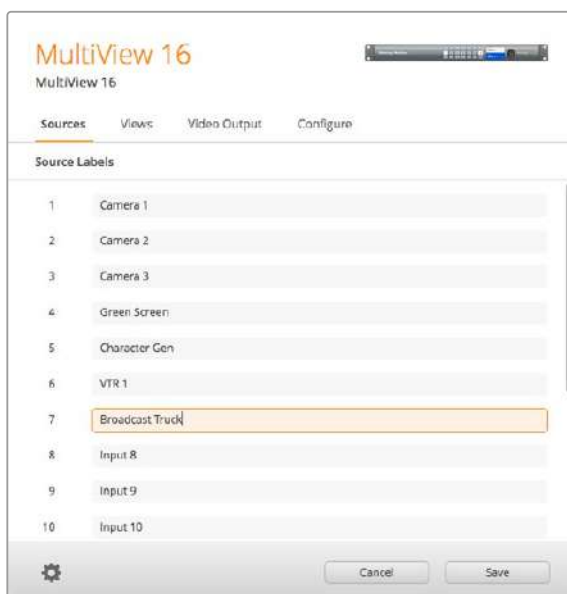 MultiView 16
MultiView 16
Sources Views Video Output Configure
Source Labels
1 Camera 1
2 Camera 2
3 Camera 3
4 Green Screen
5 Character Gen
6 VTR 1
7 Broadcast Truck
8 Input 8
9 Input 9
10 Input 10
Cancel Save